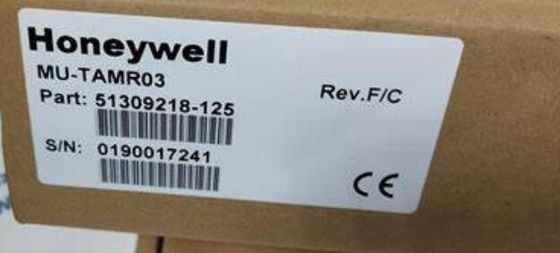 Honeywell
MU-TAMR03
Part: 51309218-125
Rev.F/C
S/N: 0190017241
CE